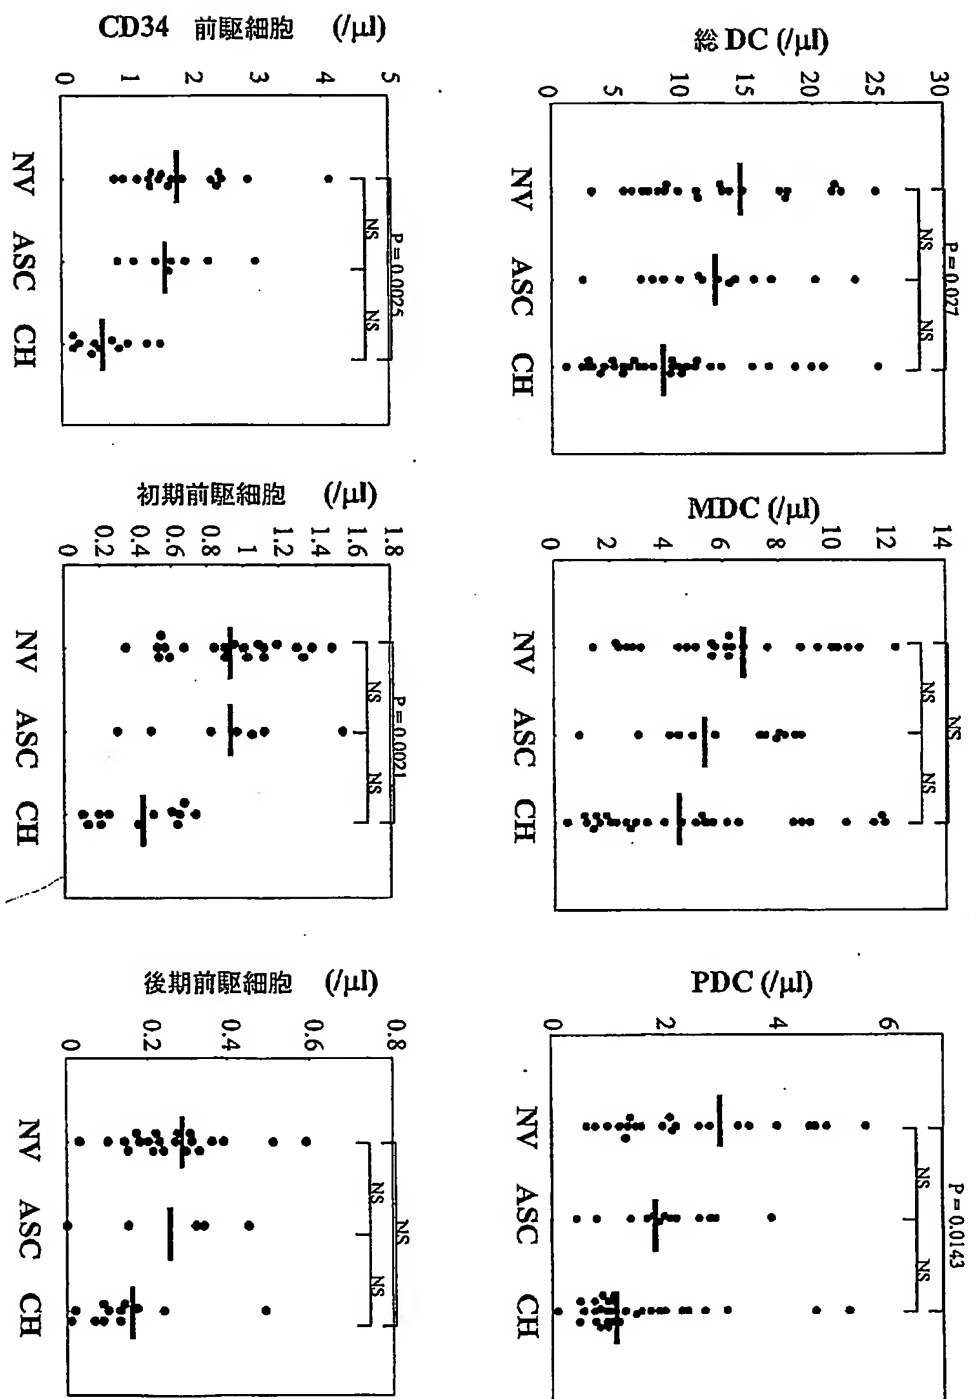 総 DC (/μl)
30
25
20
15
10
5
0
P = 0.027
NS
NS
NV
ASC
CH
MDC (/μl)
14
12
10
8
6
4
2
0
NS
NS
NS
NV
ASC
CH
PDC (/μl)
6
4
2
0
P = 0.0143
NS
NS
NV
ASC
CH
CD34 前駆細胞 (/μl)
5
4
3
2
1
0
P = 0.0025
NS
NS
NV
ASC
CH
初期前駆細胞 (/μl)
1.8
1.6
1.4
1.2
1
0.8
0.6
0.4
0.2
0
P = 0.0021
NS
NS
NV
ASC
CH
後期前駆細胞 (/μl)
0.8
0.6
0.4
0.2
0
NS
NS
NS
NV
ASC
CH